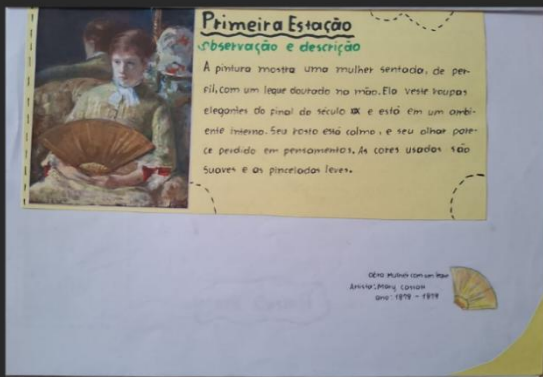 Primeira Estação
observação e descrição
A pintura mostra uma mulher sentada, de per-
fil, com um leque dourado na mão. Ela veste roupas
elegantes do final do século IX e está em um ambi-
ente interno. Seu rosto está calmo, e seu olhar pare-
ce perdido em pensamentos. As cores usadas são
suaves e as pinceladas leves.
Obra Mulher com um leque
Artista: Mary Cassatt
ano: 1878 - 1879